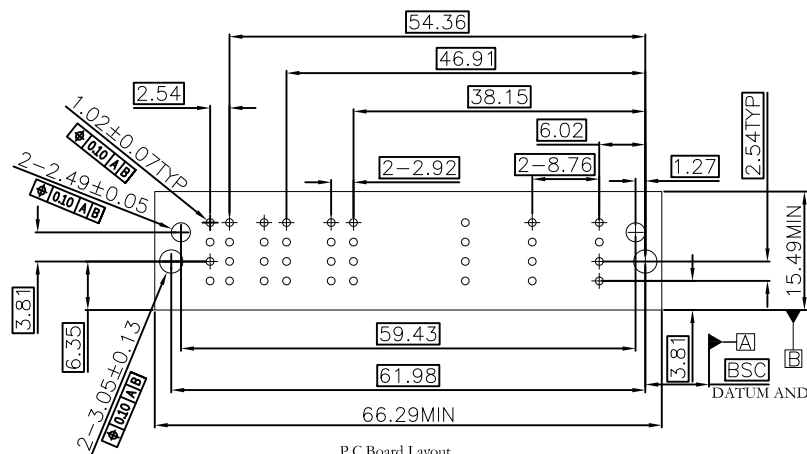 54.36
46.91
2.54
38.15
1.02±0.07TYP
⌖ 0.10 A B
6.02
2.54TYP
2-2.49±0.05
⌖ 0.10 A B
2-2.92
2-8.76
1.27
15.49MIN
3.81
6.35
59.43
3.81
A
B
2-3.05±0.13
⌖ 0.10 A B
61.98
BSC
DATUM AND
66.29MIN
P.C.Board Layout